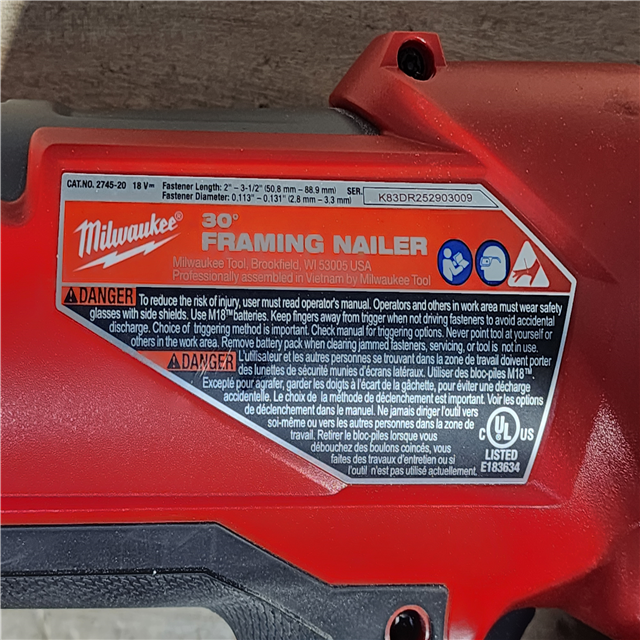 CAT.NO. 2745-20 18 V⎓ Fastener Length: 2" – 3-1/2" (50.8 mm – 88.9 mm) SER.
Fastener Diameter: 0.113" – 0.131" (2.8 mm – 3.3 mm)
K83DR252903009
Milwaukee®
30°
FRAMING NAILER
Milwaukee Tool, Brookfield, WI 53005 USA
Professionally assembled in Vietnam by Milwaukee Tool
DANGER To reduce the risk of injury, user must read operator's manual. Operators and others in work area must wear safety
glasses with side shields. Use M18™batteries. Keep fingers away from trigger when not driving fasteners to avoid accidental
discharge. Choice of triggering method is important. Check manual for triggering options. Never point tool at yourself or
others in the work area. Remove battery pack when clearing jammed fasteners, servicing, or tool is not in use.
DANGER L'utilisateur et les autres personnes se trouvant dans la zone de travail doivent porter
des lunettes de sécurité munies d'écrans latéraux. Utiliser des bloc-piles M18™.
Excepté pour agrafer, garder les doigts à l'écart de la gâchette, pour éviter une décharge
accidentelle. Le choix de la méthode de déclenchement est important. Voir les options
de déclenchement dans le manuel. Ne jamais diriger l'outil vers
soi-même ou vers les autres personnes dans la zone de
travail. Retirer le bloc-piles lorsque vous
débouchez des boulons coincés, vous
faites des travaux d'entretien ou si
l'outil n'est pas utilisé actuellement.
C UL US
LISTED
E183634